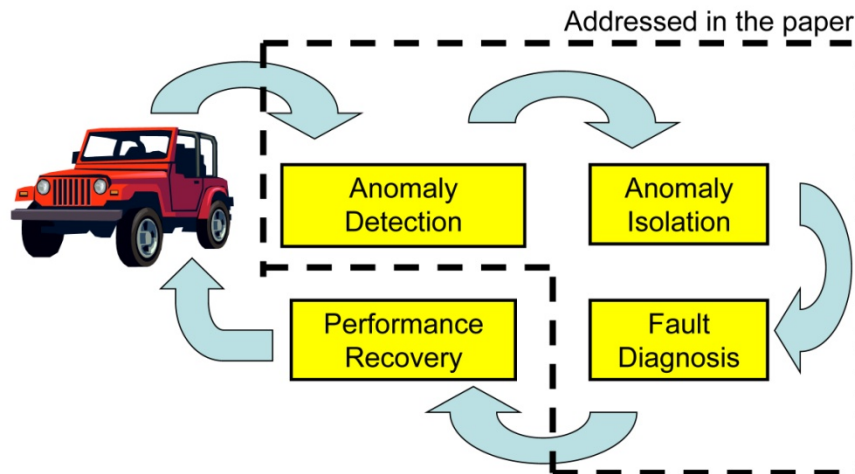 Addressed in the paper
Anomaly
Detection
Anomaly
Isolation
Performance
Recovery
Fault
Diagnosis